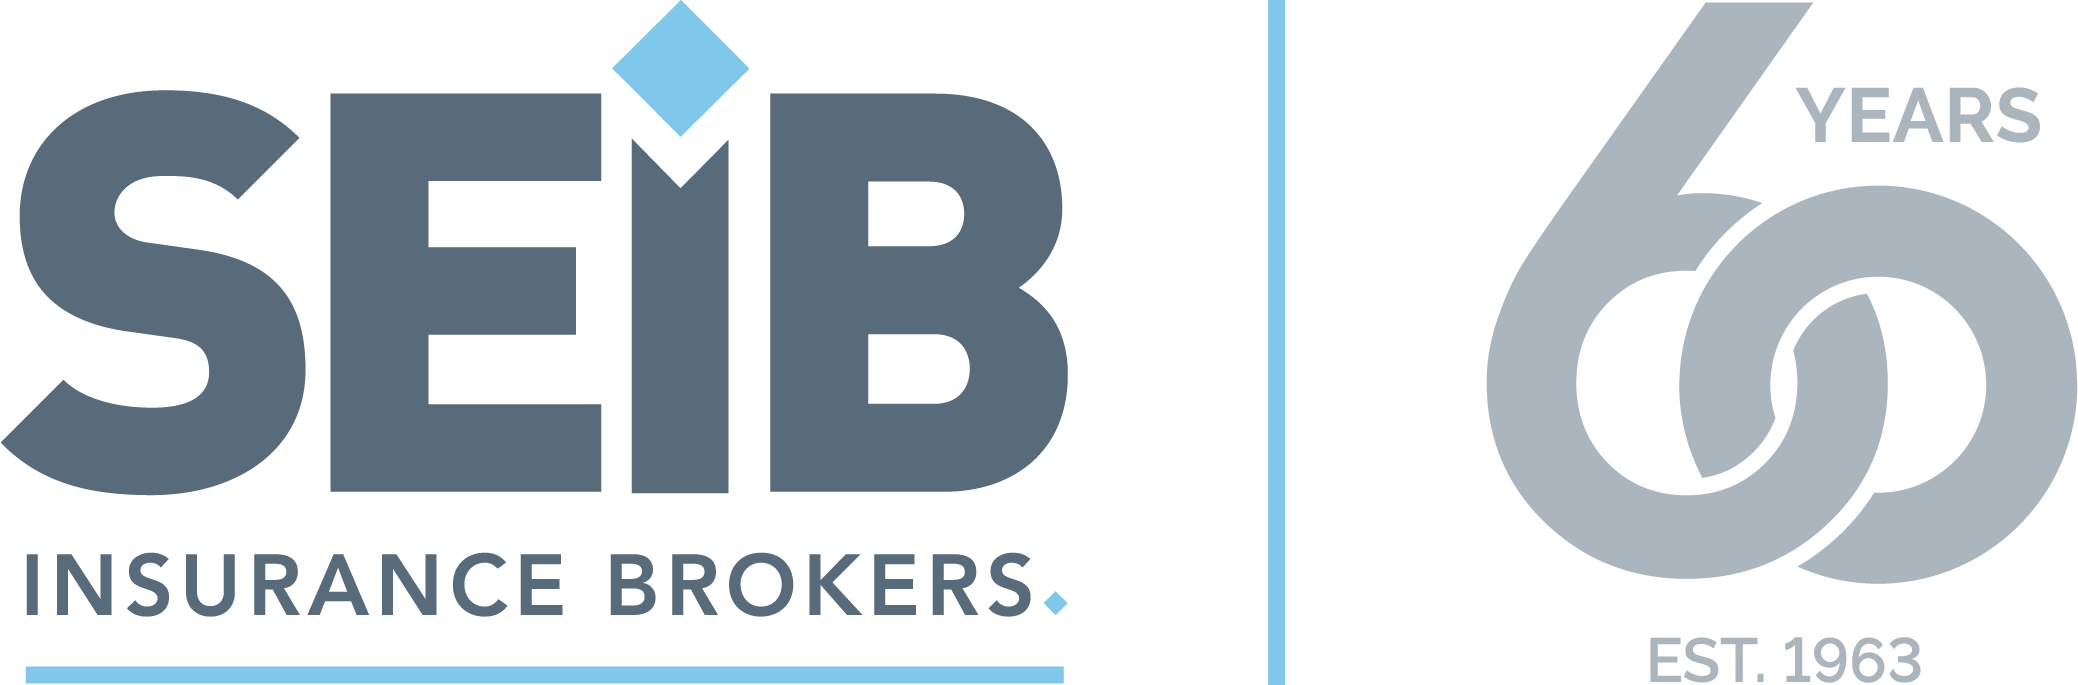 SEiB
INSURANCE BROKERS.
60
YEARS
EST. 1963